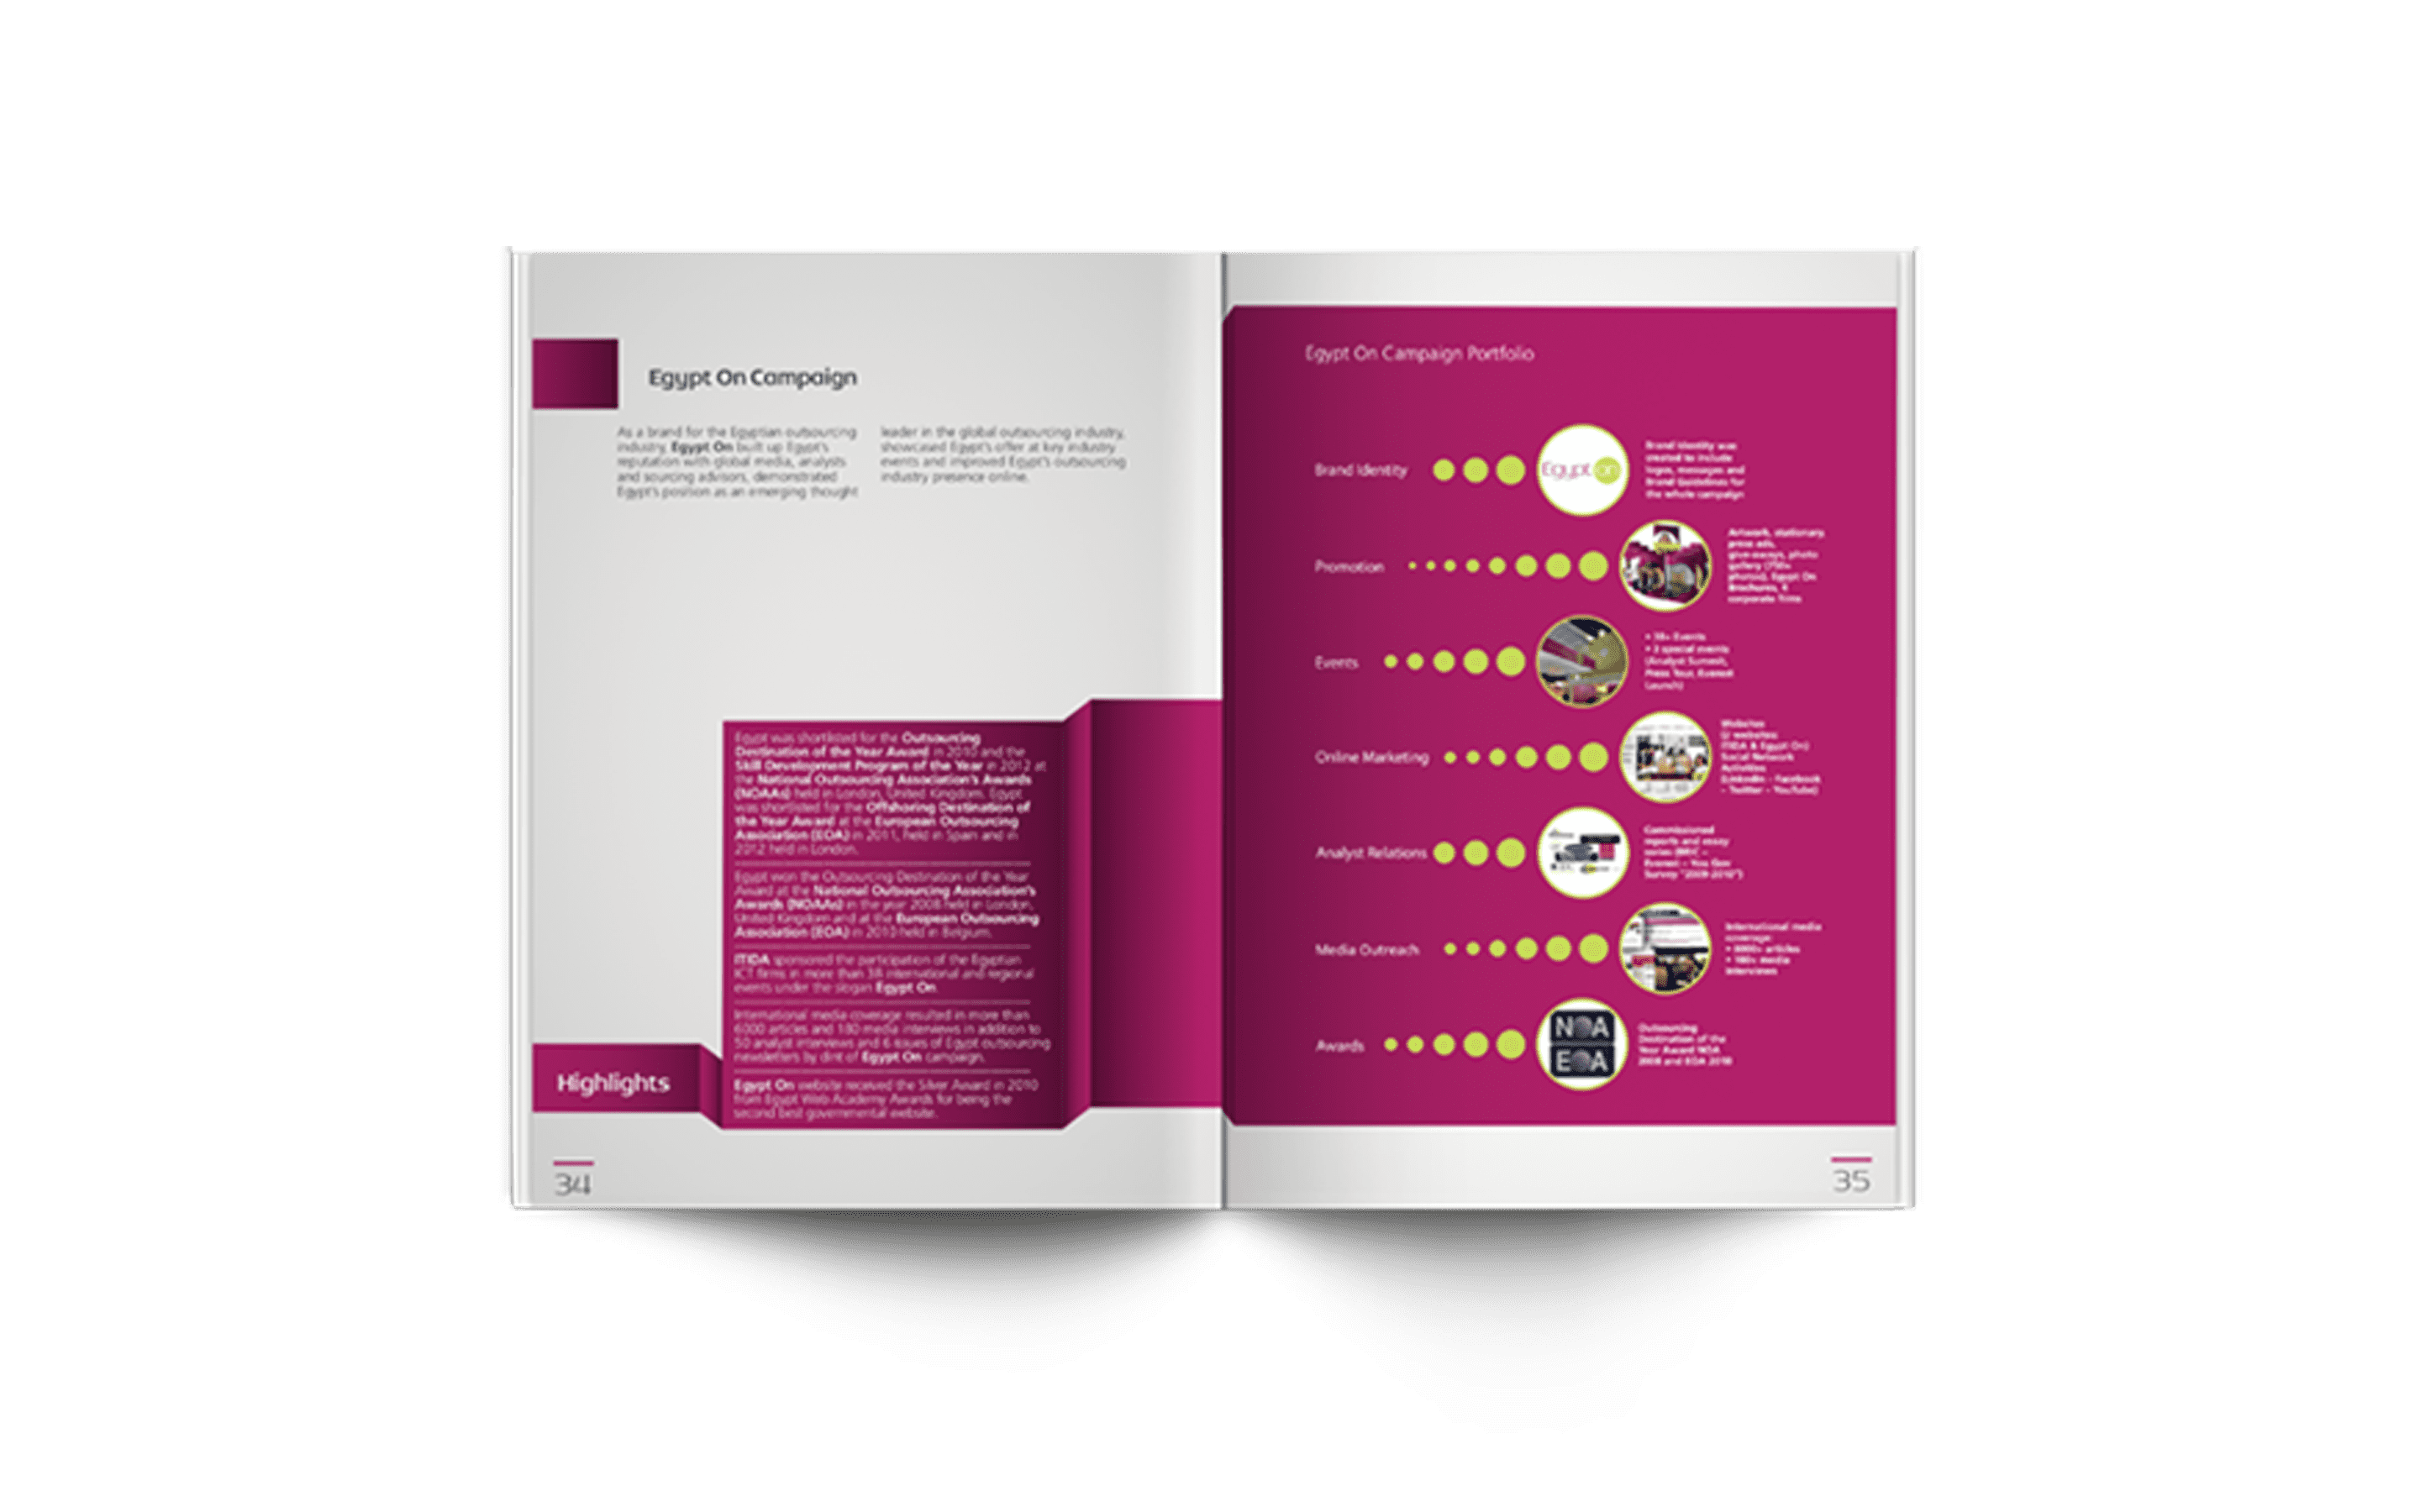 Egypt On Campaign
As a brand for the Egyptian outsourcing
industry, Egypt On built up Egypt's
reputation with global media, analysts
and sourcing advisors, demonstrated
Egypt's position as an emerging thought
leader in the global outsourcing industry,
showcased Egypt's offer at key industry
events and improved Egypt's outsourcing
industry presence online.
Highlights
Egypt was shortlisted for the Outsourcing
Destination of the Year Award in 2010 and the
Skill Development Program of the Year in 2012 at
the National Outsourcing Association's Awards
(NOAAs) held in London, United Kingdom. Egypt
was shortlisted for the Offshoring Destination of
the Year Award at the European Outsourcing
Association (EOA) in 2011, held in Spain and in
2012 held in London.
Egypt won the Outsourcing Destination of the Year
Award at the National Outsourcing Association's
Awards (NOAAs) in the year 2008 held in London,
United Kingdom and at the European Outsourcing
Association (EOA) in 2010 held in Belgium.
ITIDA sponsored the participation of the Egyptian
ICT firms in more than 38 international and regional
events under the slogan Egypt On.
International media coverage resulted in more than
6000 articles and 180 media interviews in addition to
50 analyst interviews and 6 issues of Egypt outsourcing
newsletters by dint of Egypt On campaign.
Egypt On website received the Silver Award in 2010
from Egypt Web Academy Awards for being the
second best governmental website.
34
Egypt On Campaign Portfolio
Brand Identity
Egypt on
Brand Identity was
created to include
logos, messages and
Brand Guidelines for
the whole campaign
Promotion
Artwork, stationary,
press ads,
give-aways, photo
gallery (750+
photos), Egypt On
Brochures, 4
corporate films
Events
• 38+ Events
• 3 special events
(Analyst Summit,
Press Tour, Everest
Launch)
Online Marketing
Websites
(2 websites
ITIDA & Egypt On)
Social Network
Activities
(LinkedIn – Facebook
– Twitter – YouTube)
Analyst Relations
Commissioned
reports and essay
series
Everest – You Gov
Survey "2009-2010")
Media Outreach
International media
coverage:
• 6000+ articles
• 180+ media
interviews
Awards
NOA
EOA
Outsourcing
Destination of the
Year Award NOA
2008 and EOA 2010
35